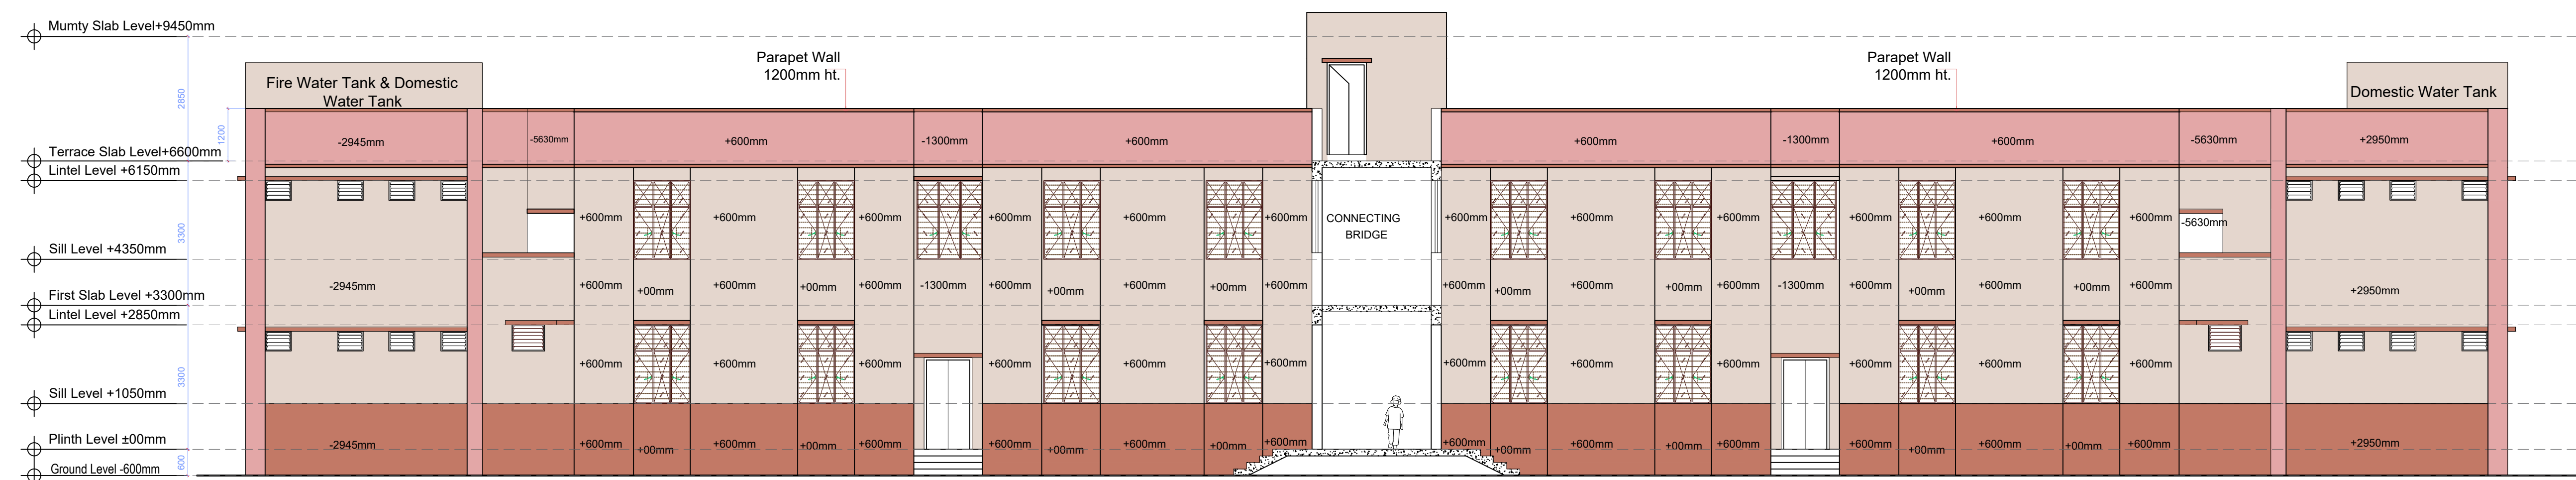 Mumty Slab Level+9450mm
Parapet Wall
1200mm ht.
Parapet Wall
1200mm ht.
Fire Water Tank & Domestic
Water Tank
Domestic Water Tank
2850
1200
-2945mm
-5630mm
+600mm
-1300mm
+600mm
+600mm
-1300mm
+600mm
-5630mm
+2950mm
Terrace Slab Level+6600mm
Lintel Level +6150mm
3300
+600mm
+600mm
+600mm
+600mm
+600mm
+600mm
CONNECTING
BRIDGE
+600mm
+600mm
+600mm
+600mm
+600mm
+600mm
-5630mm
Sill Level +4350mm
-2945mm
+600mm
+00mm
+600mm
+00mm
+600mm
-1300mm
+600mm
+00mm
+600mm
+00mm
+600mm
+600mm
+00mm
+600mm
+00mm
+600mm
-1300mm
+600mm
+00mm
+600mm
+00mm
+600mm
+2950mm
First Slab Level +3300mm
Lintel Level +2850mm
3300
+600mm
+600mm
+600mm
+600mm
+600mm
+600mm
+600mm
+600mm
+600mm
+600mm
+600mm
+600mm
Sill Level +1050mm
Plinth Level ±00mm
-2945mm
+600mm
+00mm
+600mm
+00mm
+600mm
+600mm
+00mm
+600mm
+00mm
+600mm
+600mm
+00mm
+600mm
+00mm
+600mm
+600mm
+00mm
+600mm
+00mm
+600mm
+2950mm
600
Ground Level -600mm